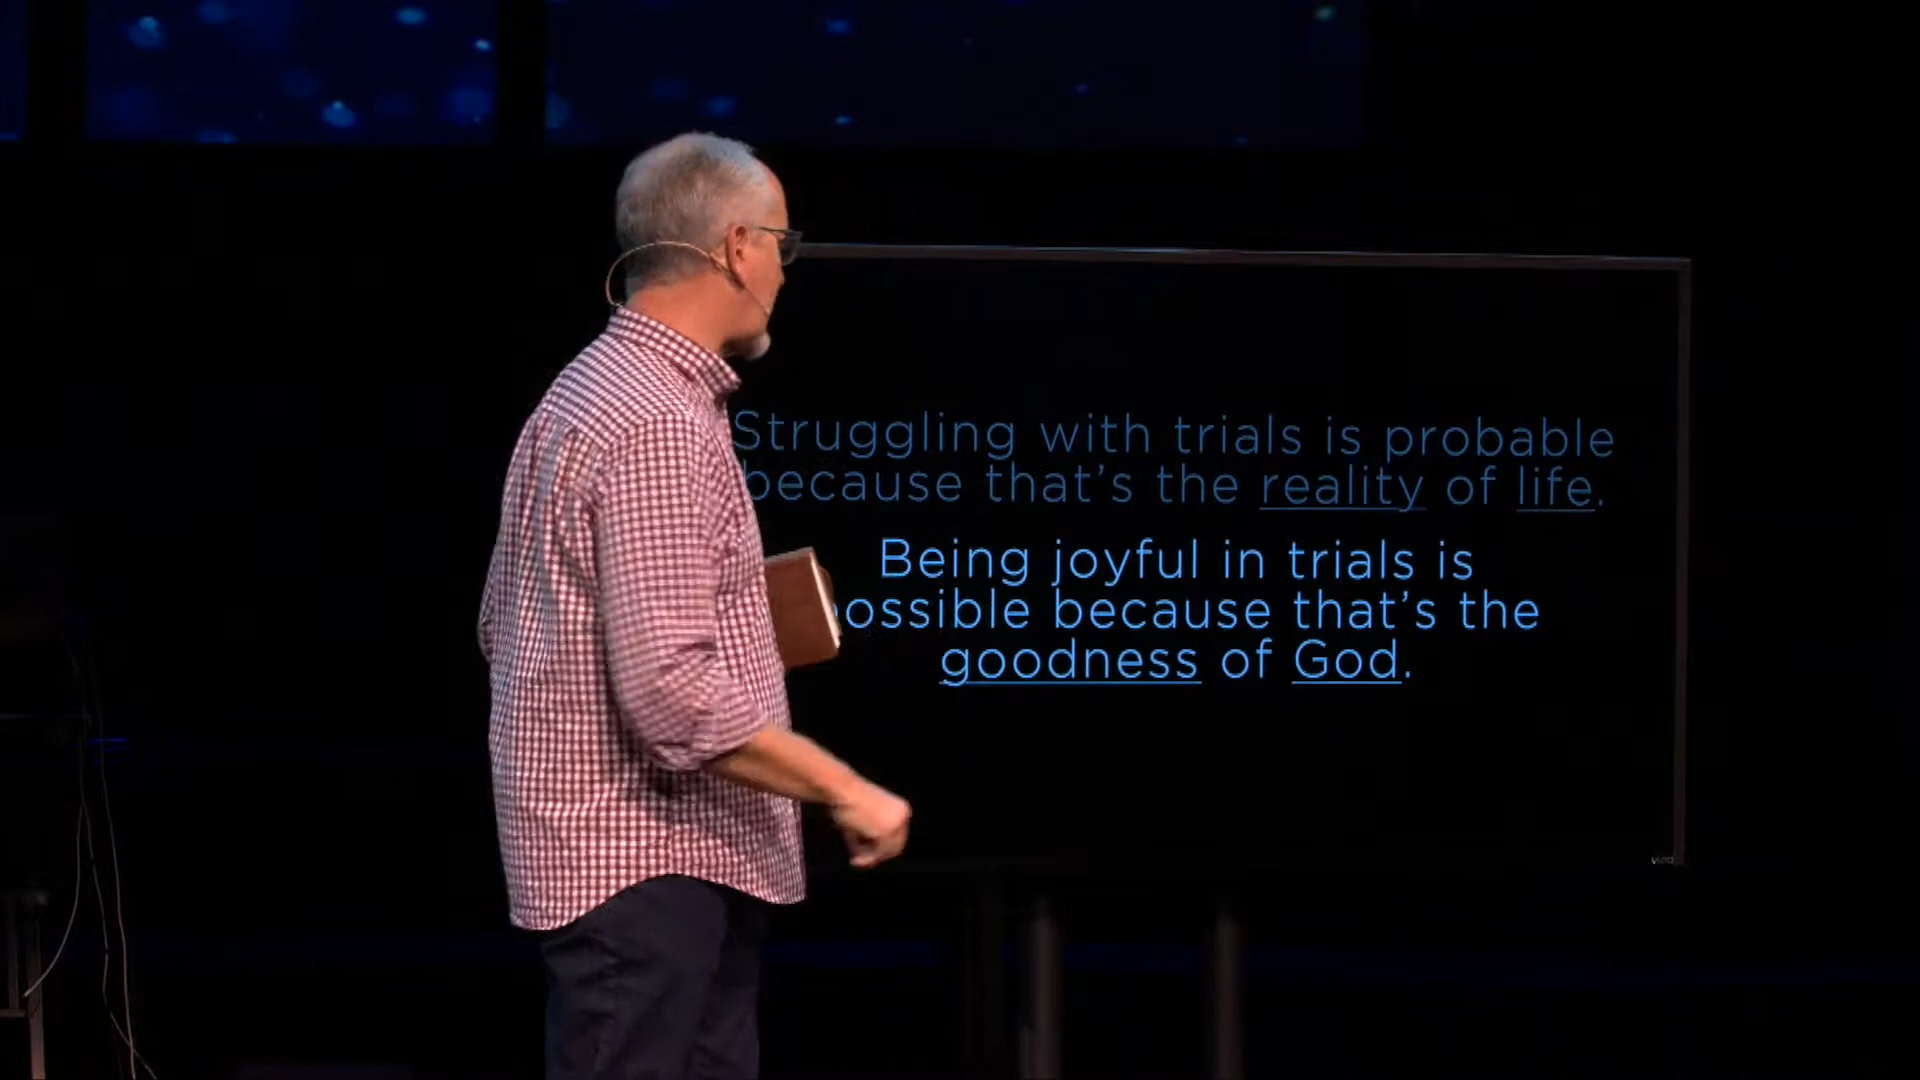 Struggling with trials is probable
because that's the reality of life.
Being joyful in trials is
possible because that's the
goodness of God.